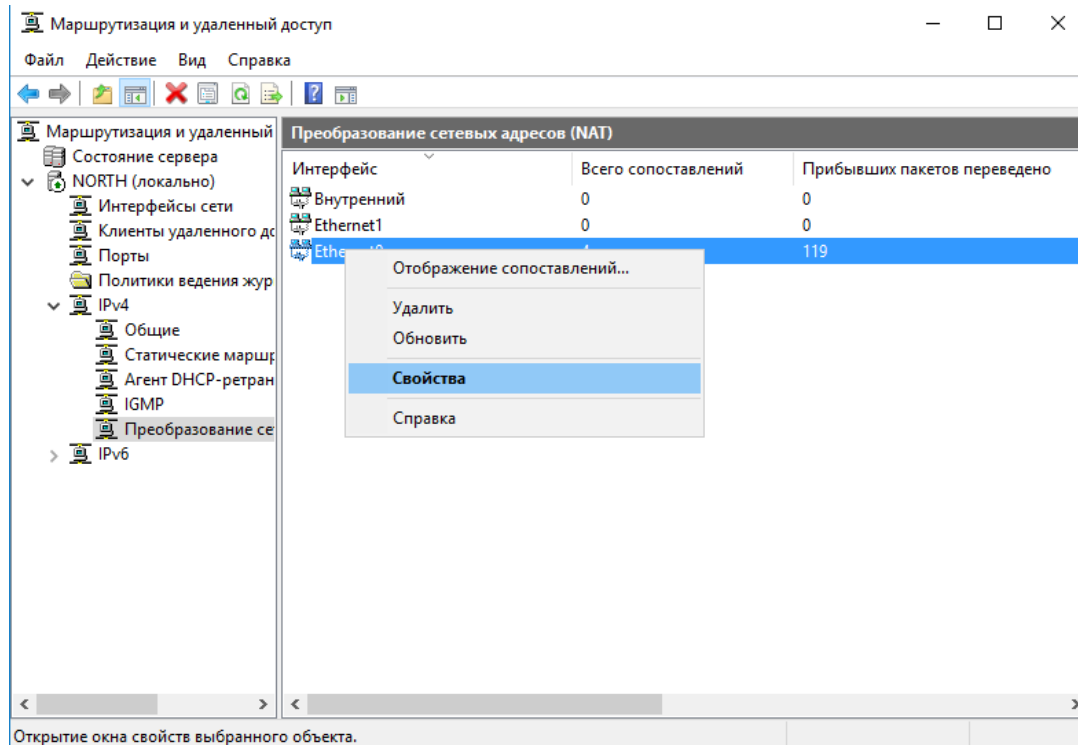 Маршрутизация и удаленный доступ
Файл Действие Вид Справка
Маршрутизация и удаленный
Состояние сервера
NORTH (локально)
Интерфейсы сети
Клиенты удаленного дс
Порты
Политики ведения жур
IPv4
Общие
Статические маршр
Агент DHCP-ретран
IGMP
Преобразование се
IPv6
Преобразование сетевых адресов (NAT)
Интерфейс Всего сопоставлений Прибывших пакетов переведено
Внутренний 0 0
Ethernet1 0 0
119
Отображение сопоставлений...
Удалить
Обновить
Свойства
Справка
Открытие окна свойств выбранного объекта.